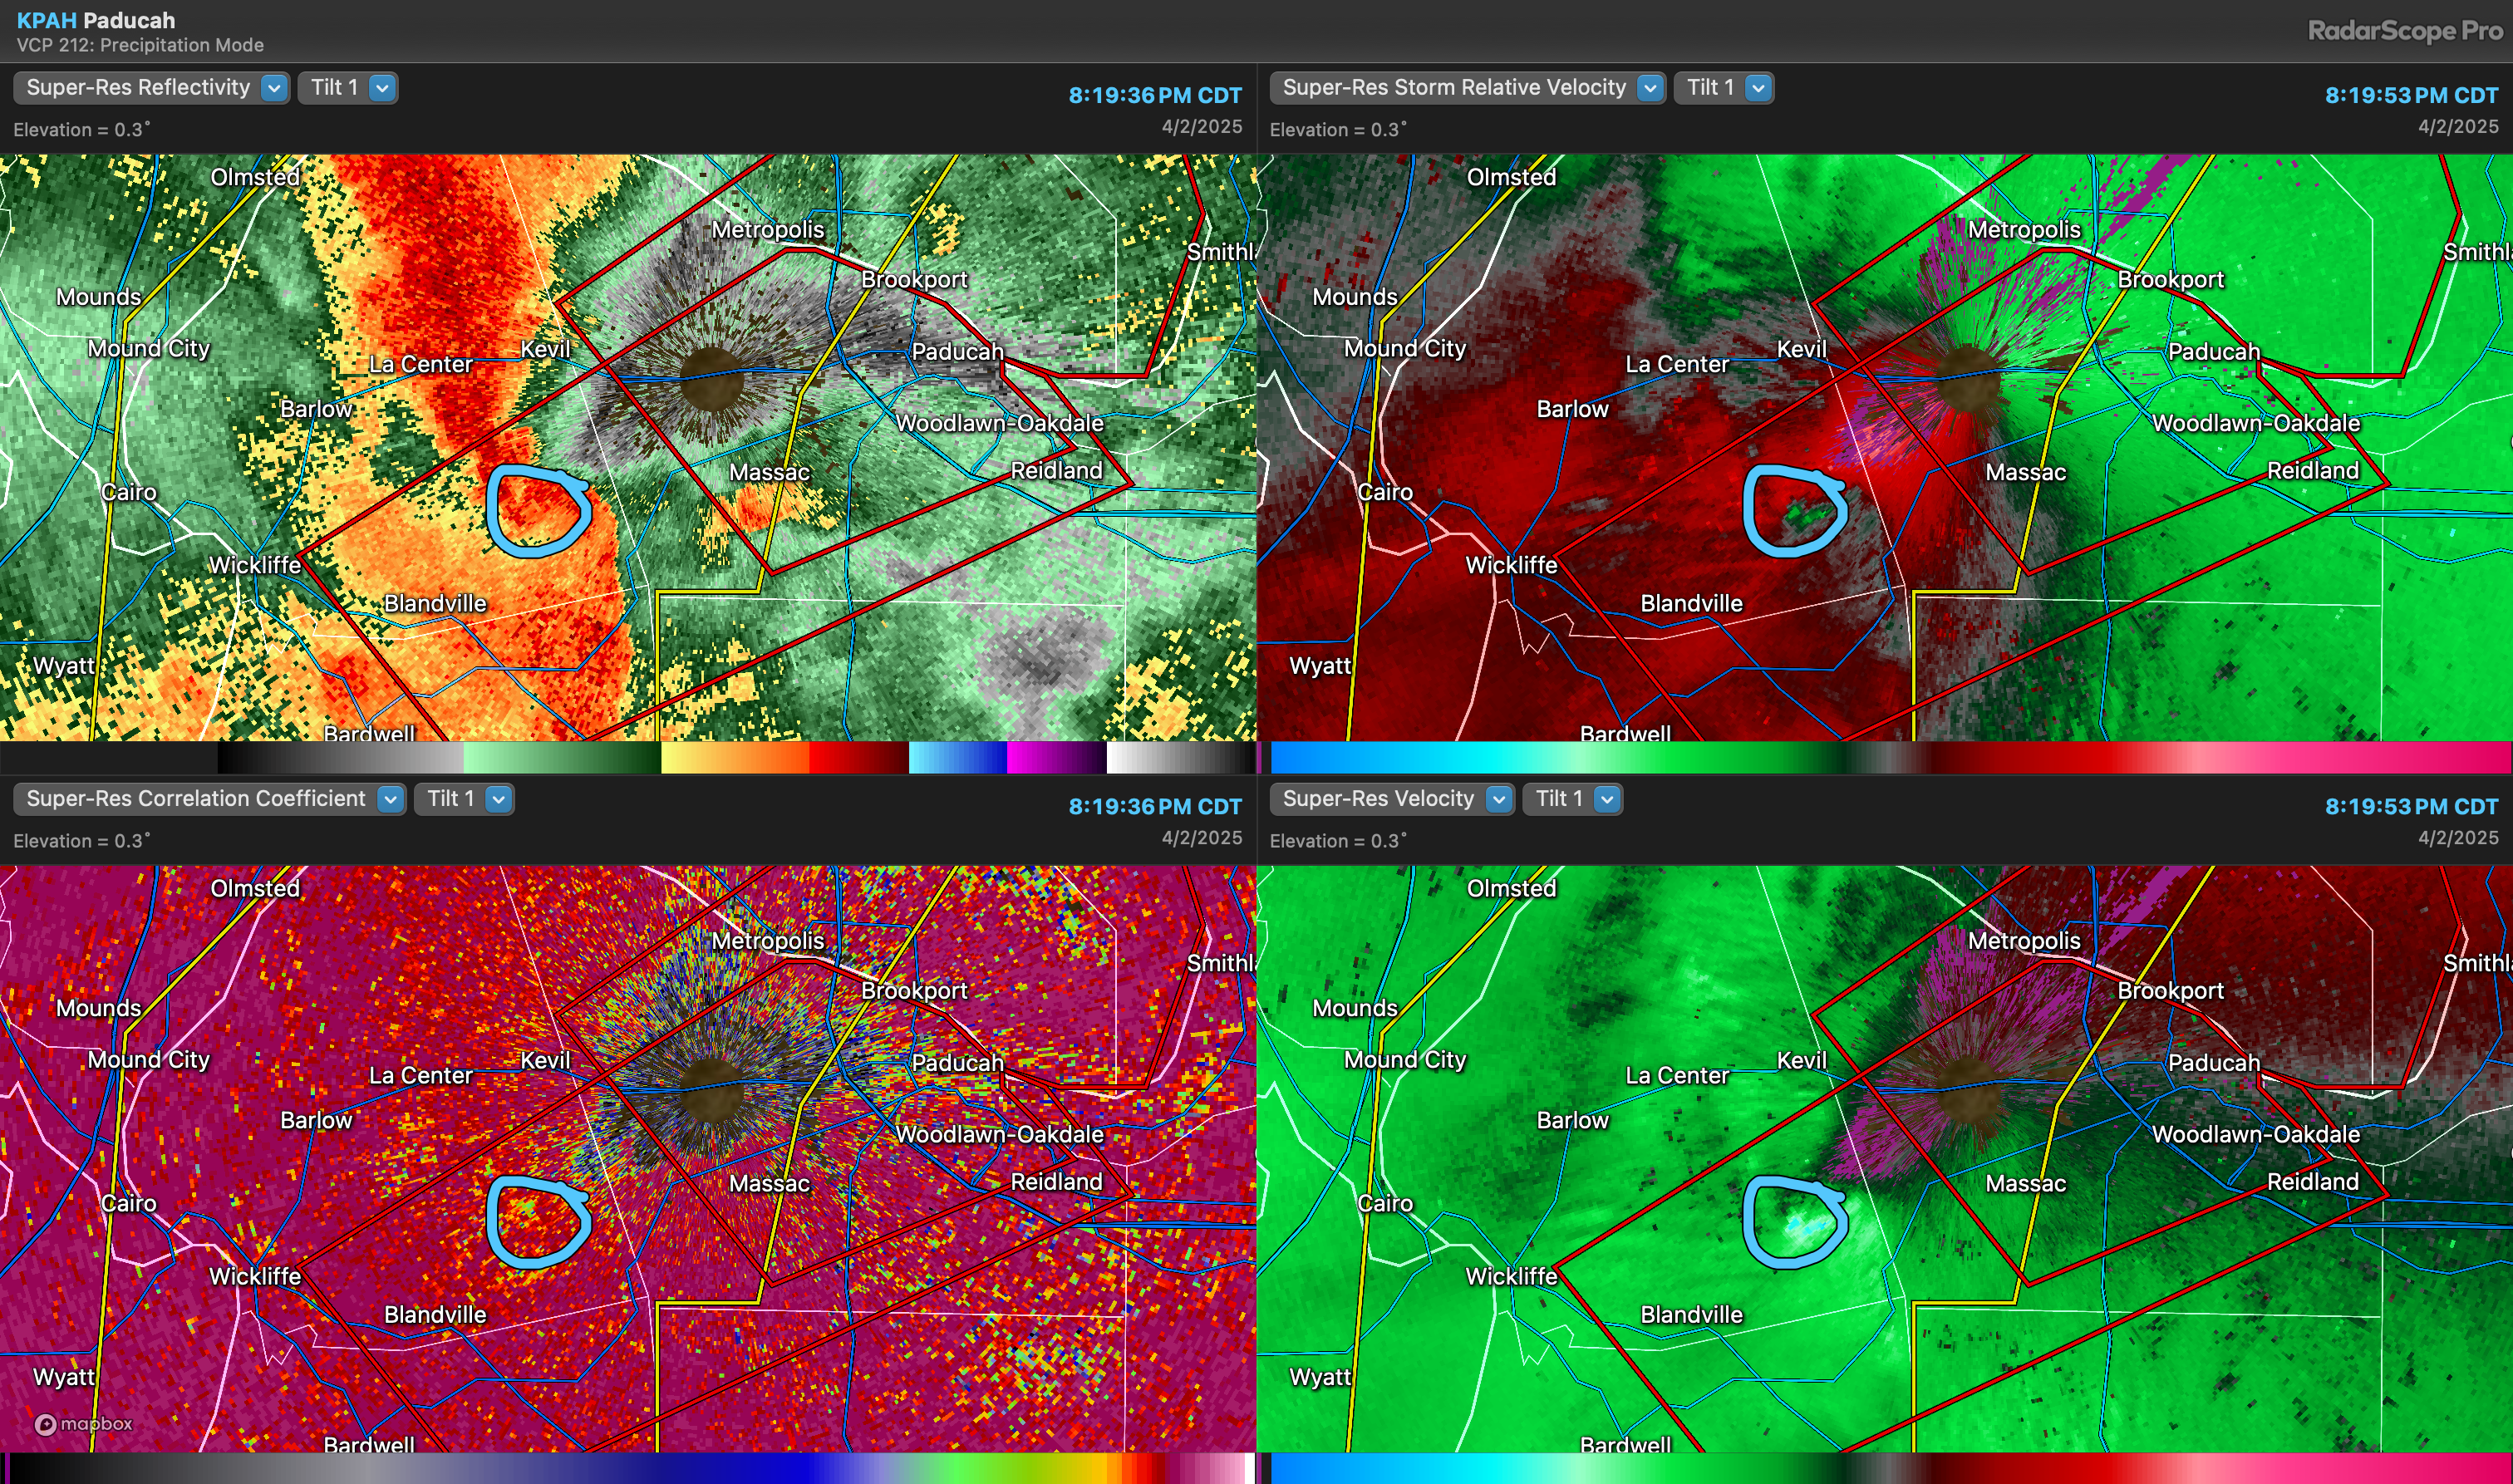 KPAH Paducah
VCP 212: Precipitation Mode
RadarScope Pro
Super-Res Reflectivity
Tilt 1
8:19:36 PM CDT
Elevation = 0.3°
4/2/2025
Olmsted
Metropolis
Smithla
Brookport
Mounds
Mound City
Kevil
Paducah
La Center
Barlow
Woodlawn-Oakdale
Massac
Reidland
Cairo
Wickliffe
Blandville
Wyatt
Bardwell
Super-Res Storm Relative Velocity
Tilt 1
8:19:53 PM CDT
Elevation = 0.3°
4/2/2025
Olmsted
Metropolis
Smithla
Brookport
Mounds
Mound City
Kevil
Paducah
La Center
Barlow
Woodlawn-Oakdale
Massac
Reidland
Cairo
Wickliffe
Blandville
Wyatt
Bardwell
Super-Res Correlation Coefficient
Tilt 1
8:19:36 PM CDT
Elevation = 0.3°
4/2/2025
Olmsted
Metropolis
Smithla
Brookport
Mounds
Mound City
Kevil
Paducah
La Center
Barlow
Woodlawn-Oakdale
Massac
Reidland
Cairo
Wickliffe
Blandville
Wyatt
mapbox
Bardwell
Super-Res Velocity
Tilt 1
8:19:53 PM CDT
Elevation = 0.3°
4/2/2025
Olmsted
Metropolis
Smithla
Brookport
Mounds
Mound City
Kevil
Paducah
La Center
Barlow
Woodlawn-Oakdale
Massac
Reidland
Cairo
Wickliffe
Blandville
Wyatt
Bardwell